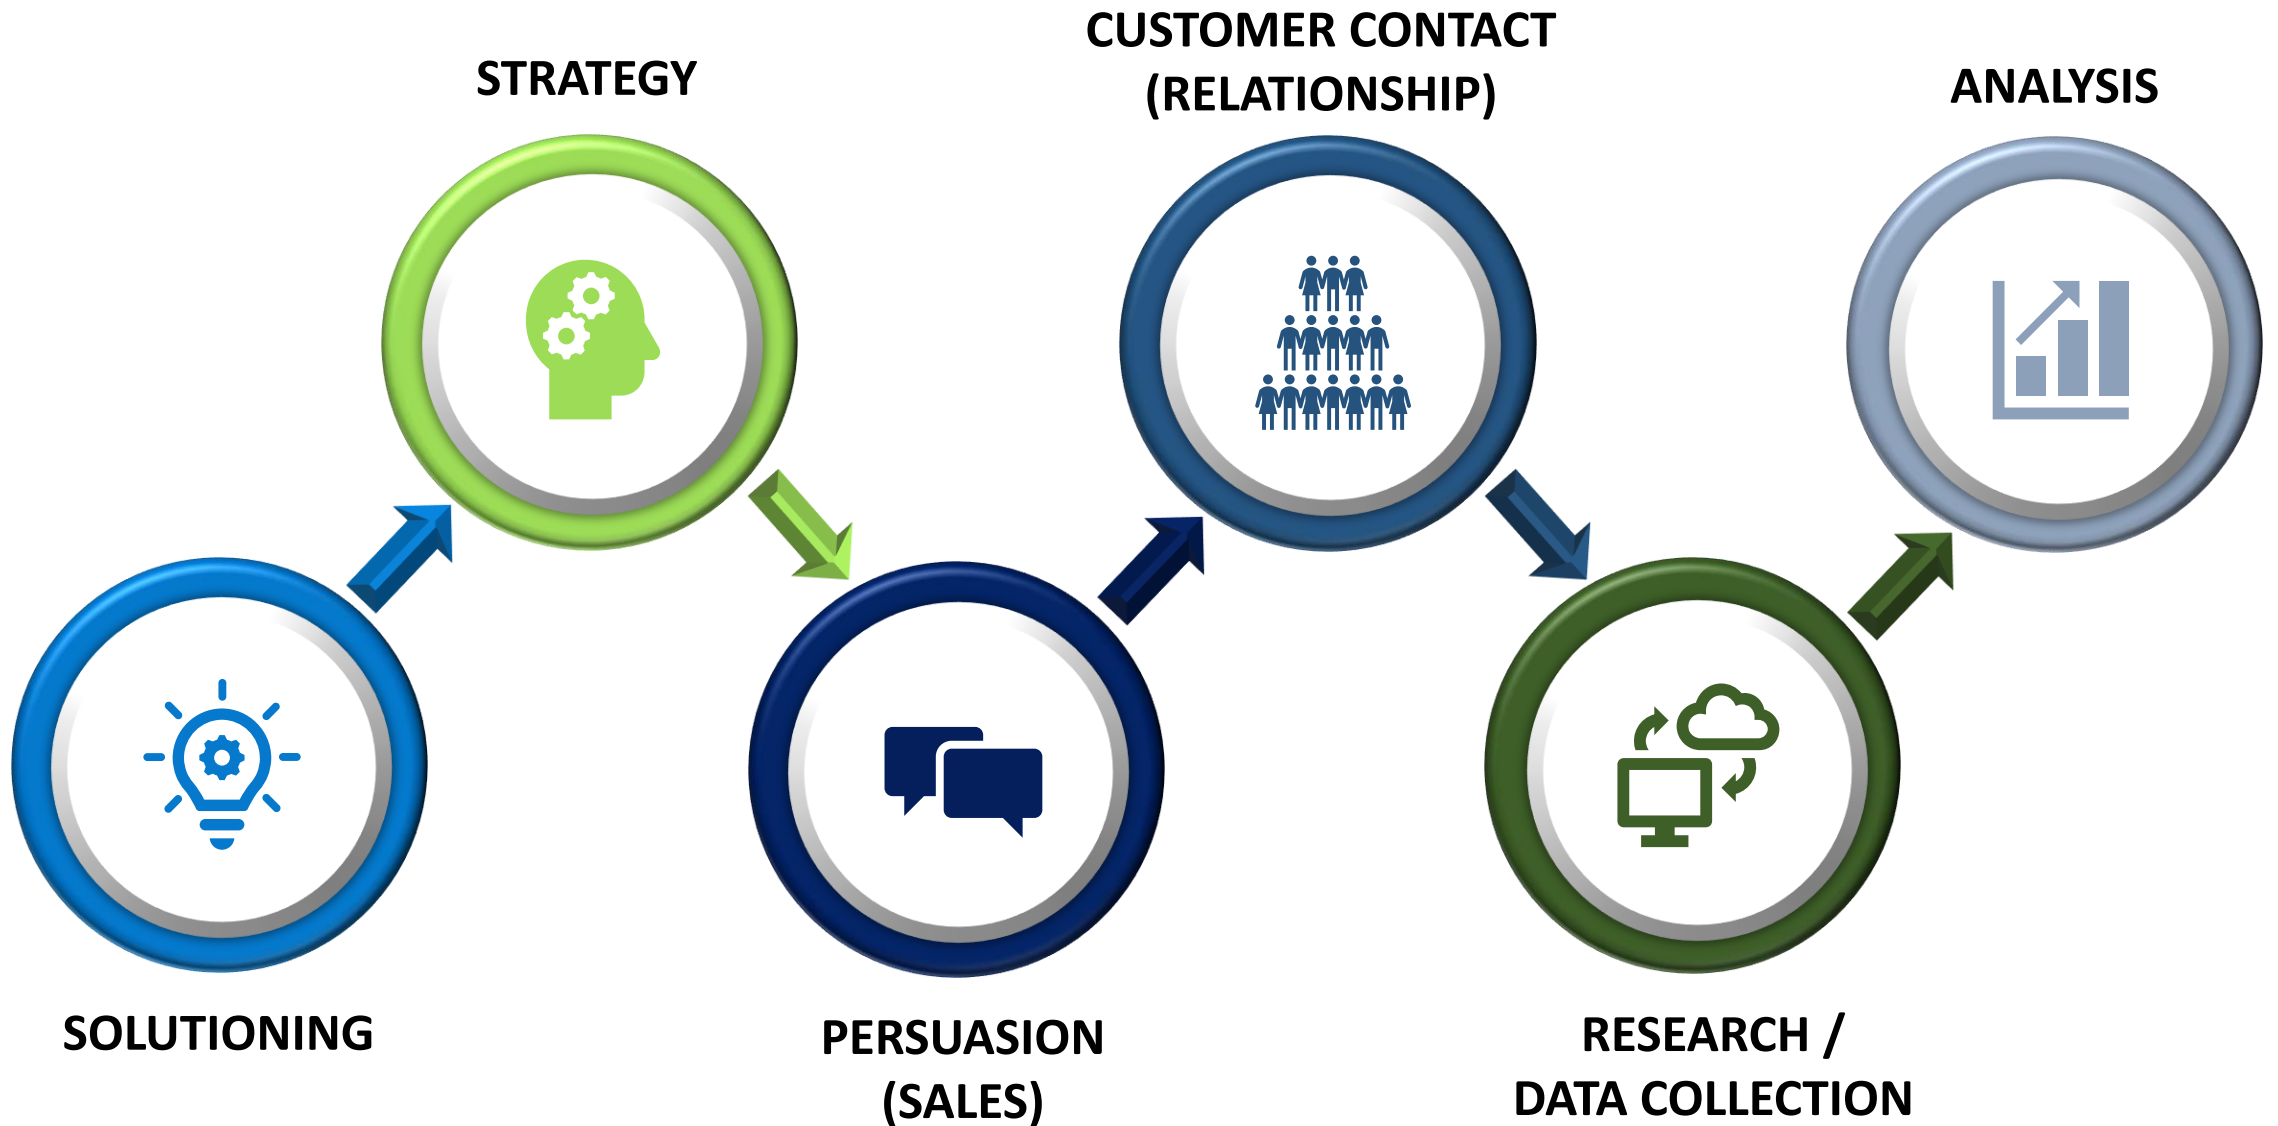 SOLUTIONING
STRATEGY
PERSUASION
(SALES)
CUSTOMER CONTACT
(RELATIONSHIP)
RESEARCH /
DATA COLLECTION
ANALYSIS